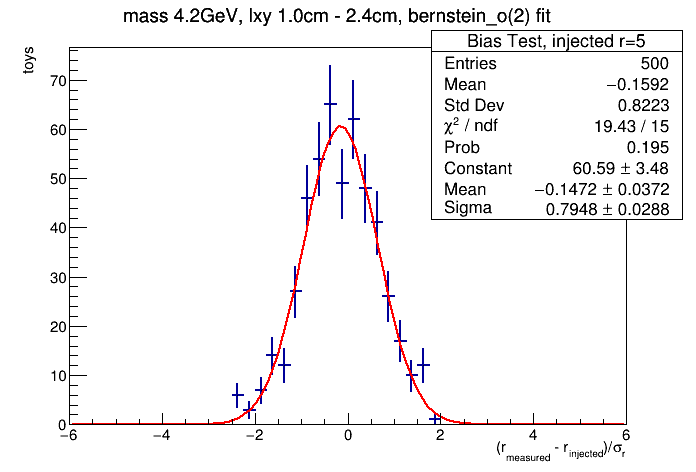 mass 4.2GeV, lxy 1.0cm - 2.4cm, bernstein_o(2) fit
toys
Bias Test, injected r=5
Entries 500
Mean −0.1592
Std Dev 0.8223
χ² / ndf 19.43 / 15
Prob 0.195
Constant 60.59 ± 3.48
Mean −0.1472 ± 0.0372
Sigma 0.7948 ± 0.0288
70
60
50
40
30
20
10
0
−6 −4 −2 0 2 4 6
(r_measured - r_injected)/σ_r